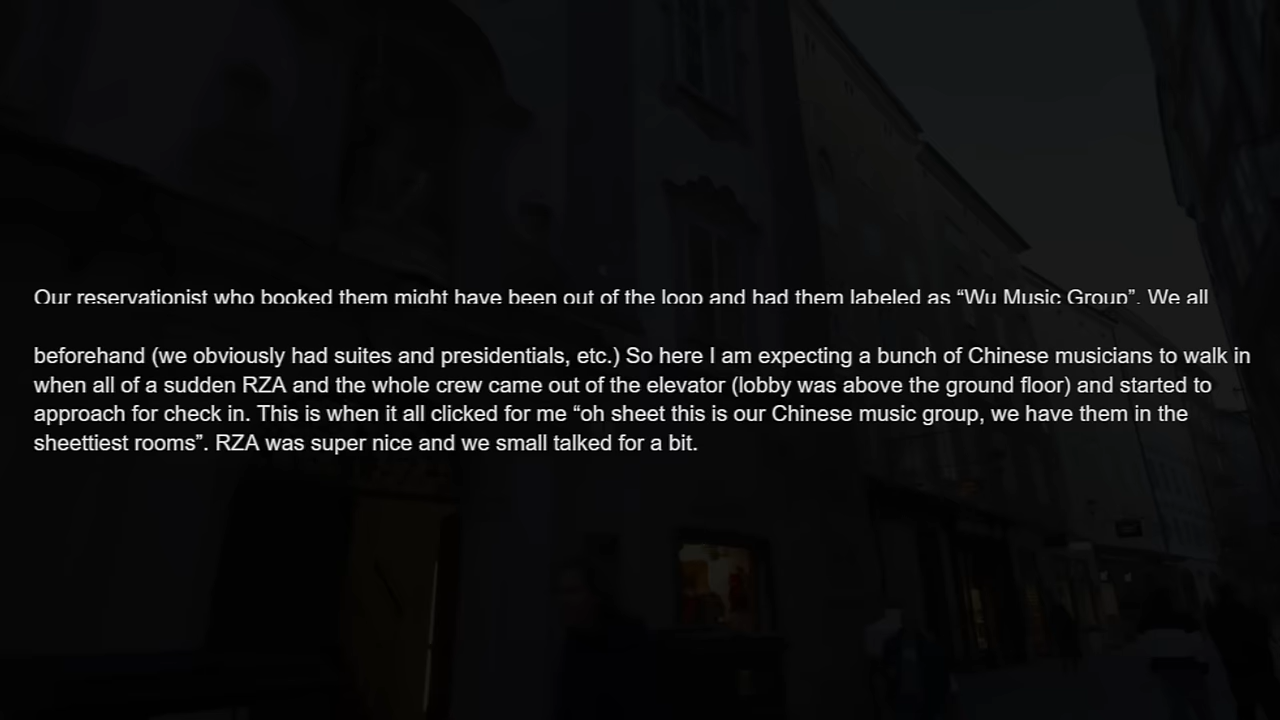 Our reservationist who booked them might have been out of the loop and had them labeled as “Wu Music Group”. We all
beforehand (we obviously had suites and presidentials, etc.) So here I am expecting a bunch of Chinese musicians to walk in
when all of a sudden RZA and the whole crew came out of the elevator (lobby was above the ground floor) and started to
approach for check in. This is when it all clicked for me “oh sheet this is our Chinese music group, we have them in the
sheettiest rooms”. RZA was super nice and we small talked for a bit.